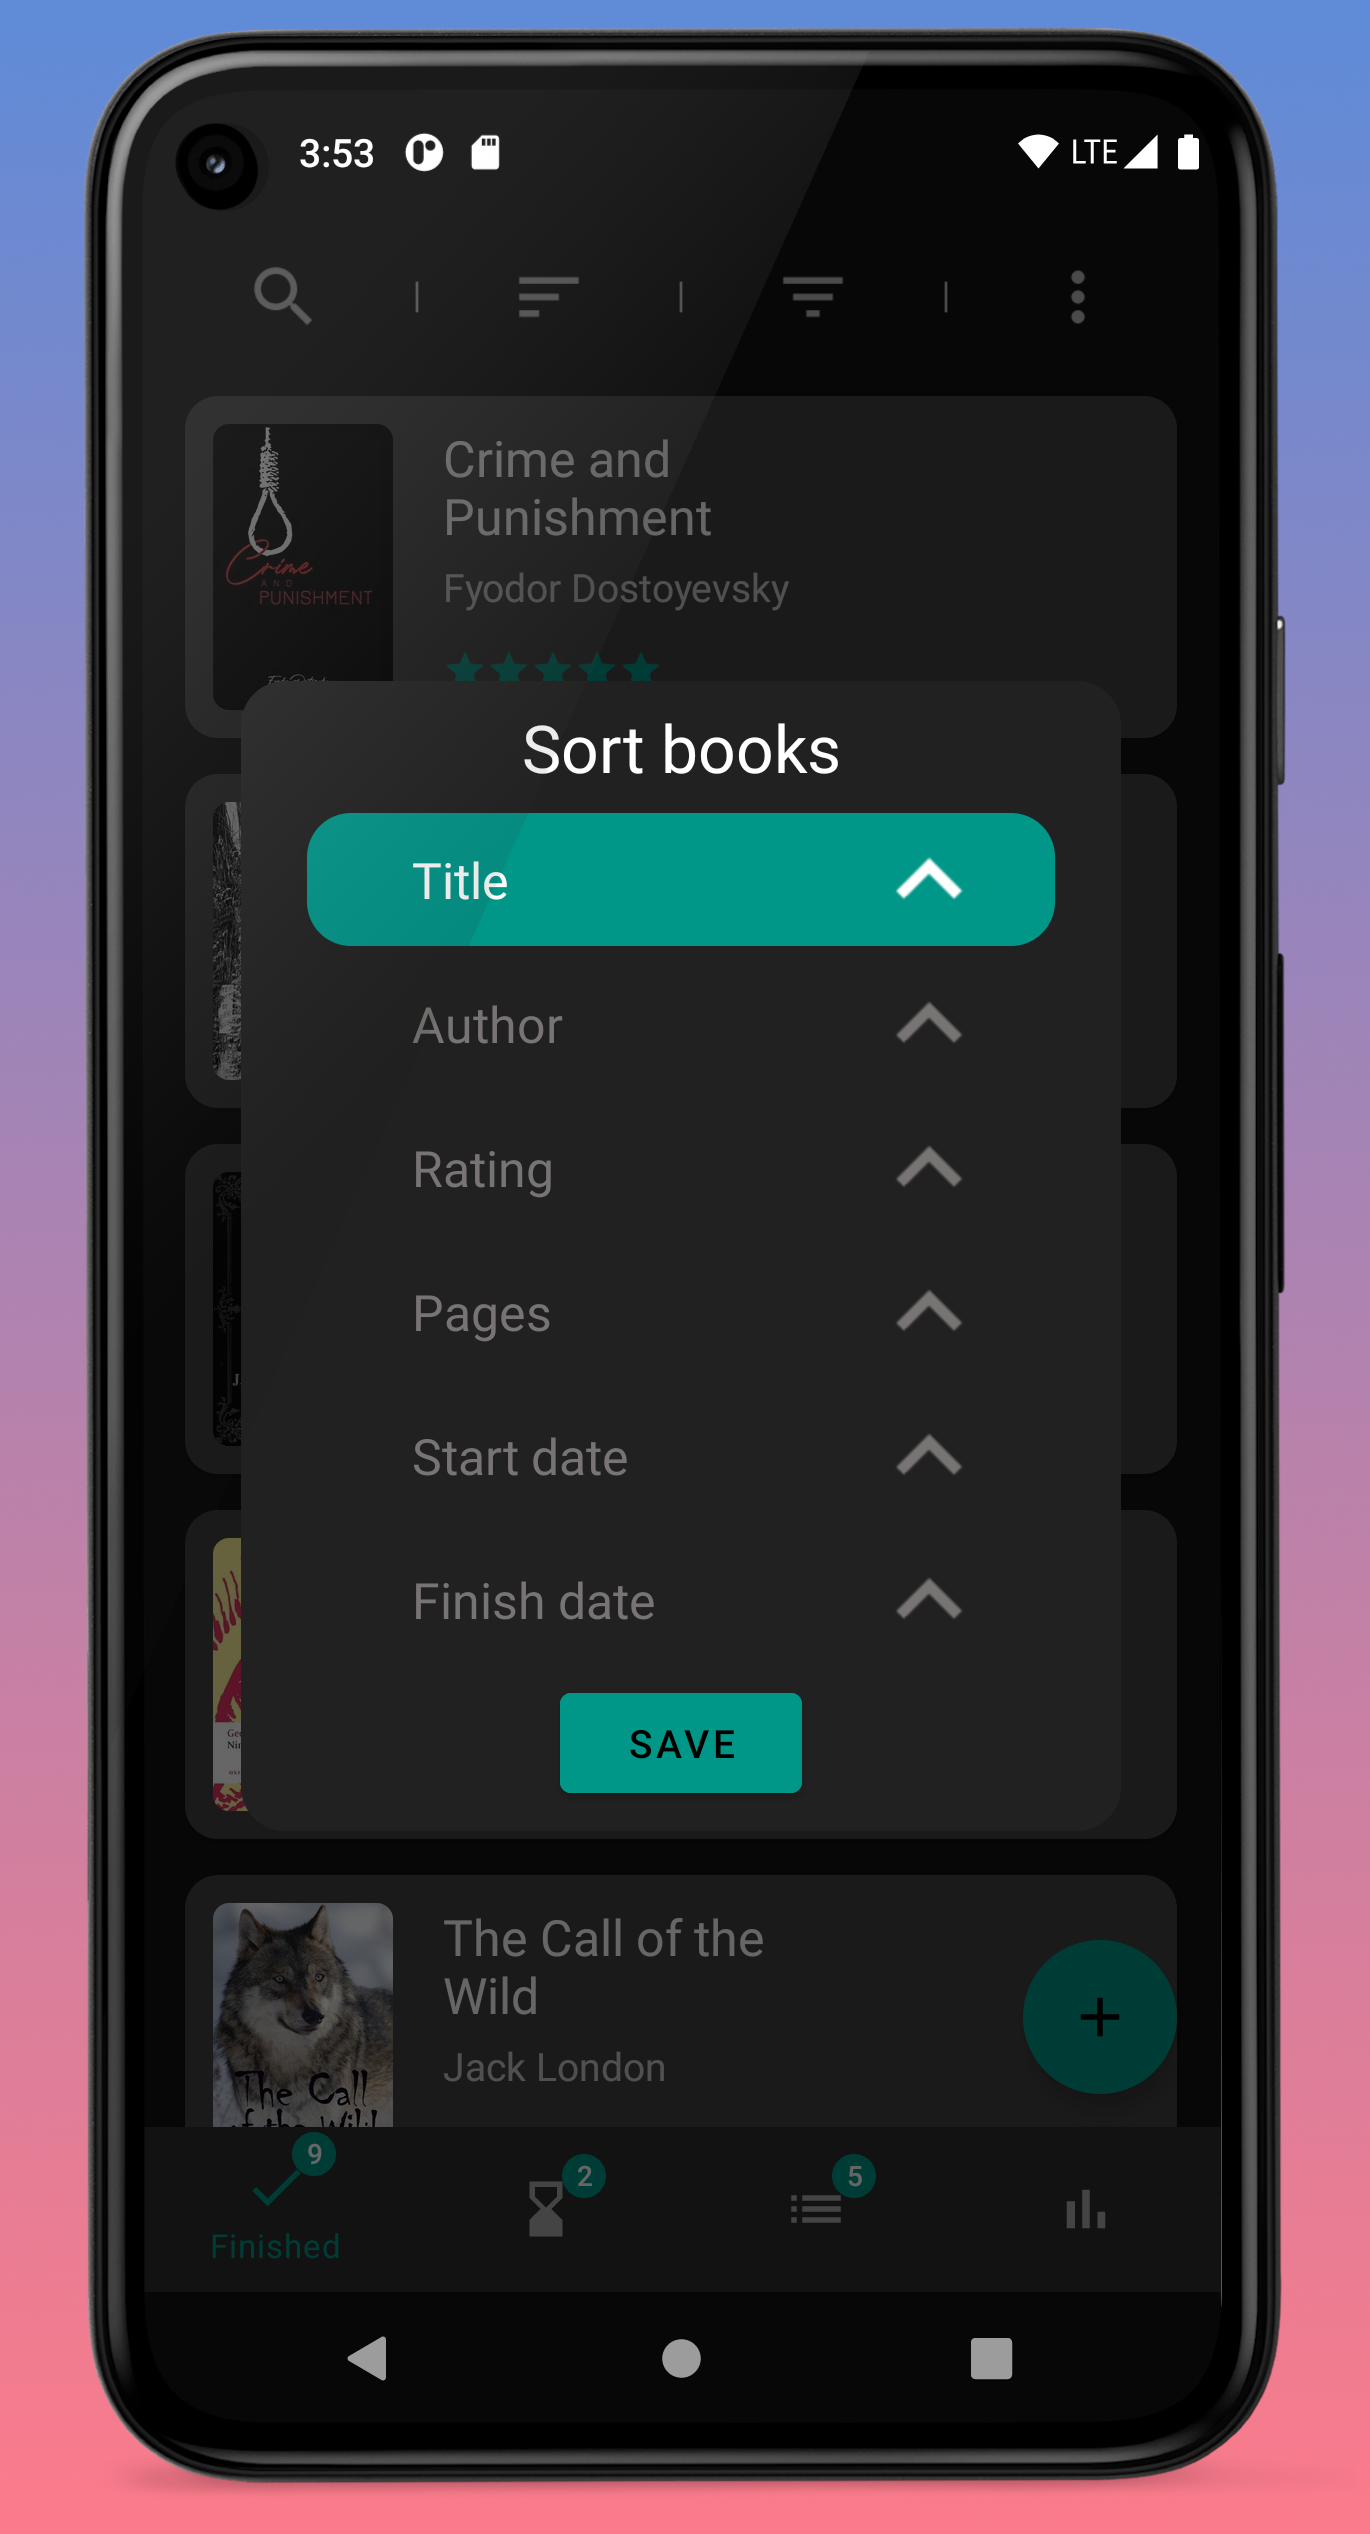 3:53
LTE
Crime and
Punishment
Fyodor Dostoyevsky
Crime
AND
PUNISHMENT
Sort books
Title
Author
Rating
Pages
Start date
Finish date
SAVE
The Call of the
Wild
Jack London
The Call
of the Wild
9
2
5
Finished